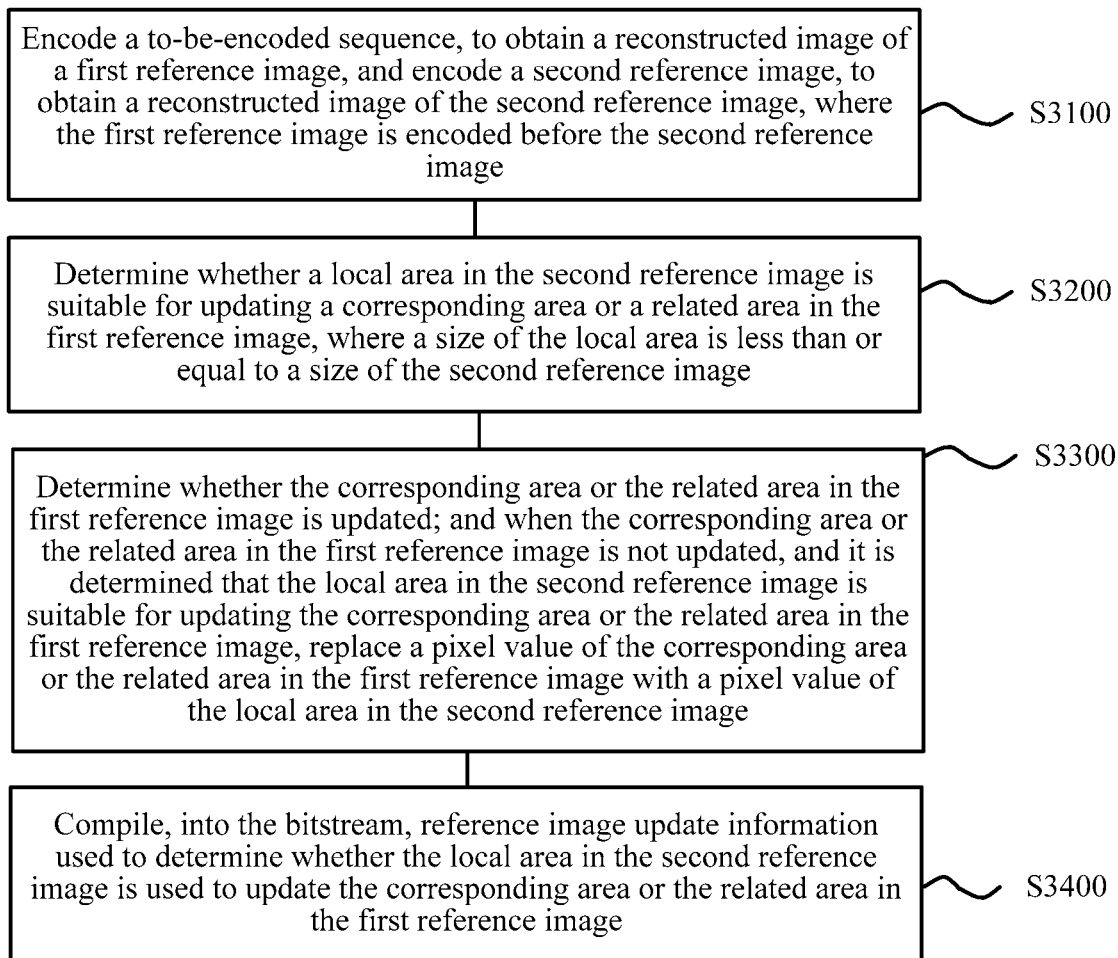 Encode a to-be-encoded sequence, to obtain a reconstructed image of
a first reference image, and encode a second reference image, to
obtain a reconstructed image of the second reference image, where
the first reference image is encoded before the second reference
image
S3100
Determine whether a local area in the second reference image is
suitable for updating a corresponding area or a related area in the
first reference image, where a size of the local area is less than or
equal to a size of the second reference image
S3200
S3300
Determine whether the corresponding area or the related area in the
first reference image is updated; and when the corresponding area or
the related area in the first reference image is not updated, and it is
determined that the local area in the second reference image is
suitable for updating the corresponding area or the related area in the
first reference image, replace a pixel value of the corresponding area
or the related area in the first reference image with a pixel value of
the local area in the second reference image
Compile, into the bitstream, reference image update information
used to determine whether the local area in the second reference
image is used to update the corresponding area or the related area in
the first reference image
S3400